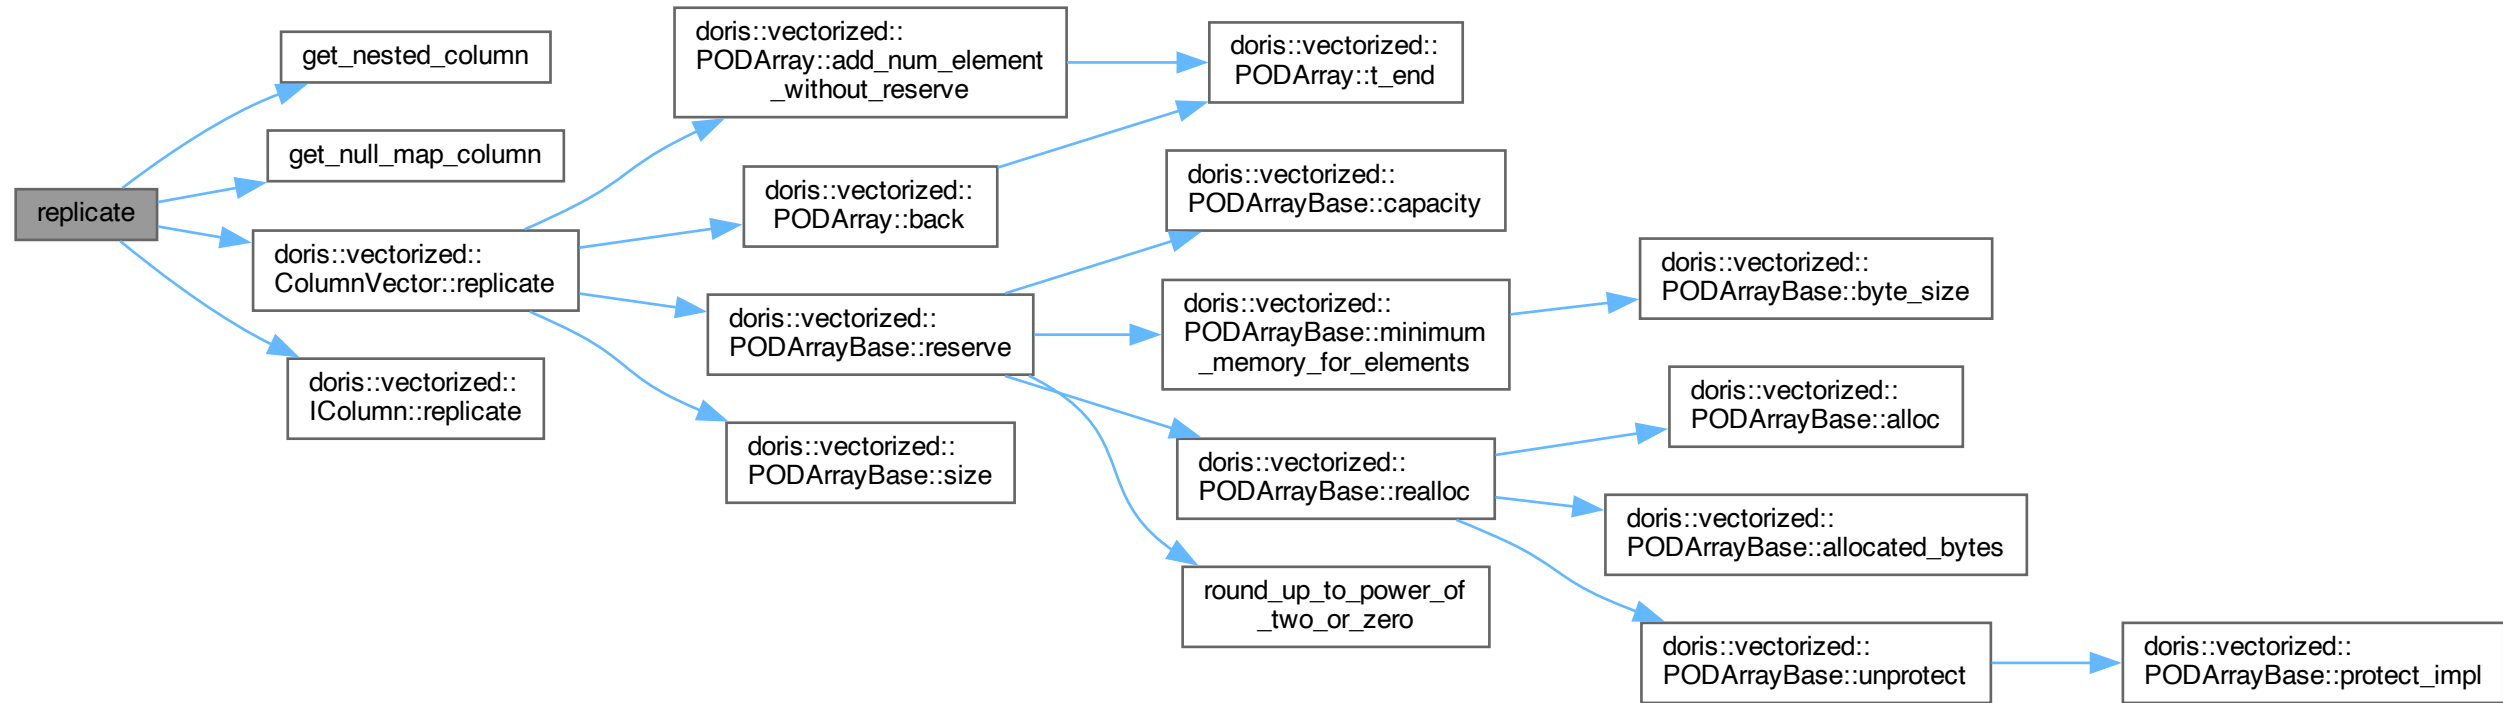 replicate
get_nested_column
get_null_map_column
doris::vectorized::
ColumnVector::replicate
doris::vectorized::
IColumn::replicate
doris::vectorized::
PODArray::add_num_element
_without_reserve
doris::vectorized::
PODArray::back
doris::vectorized::
PODArrayBase::reserve
doris::vectorized::
PODArrayBase::size
doris::vectorized::
PODArray::t_end
doris::vectorized::
PODArrayBase::capacity
doris::vectorized::
PODArrayBase::minimum
_memory_for_elements
doris::vectorized::
PODArrayBase::realloc
round_up_to_power_of
_two_or_zero
doris::vectorized::
PODArrayBase::byte_size
doris::vectorized::
PODArrayBase::alloc
doris::vectorized::
PODArrayBase::allocated_bytes
doris::vectorized::
PODArrayBase::unprotect
doris::vectorized::
PODArrayBase::protect_impl